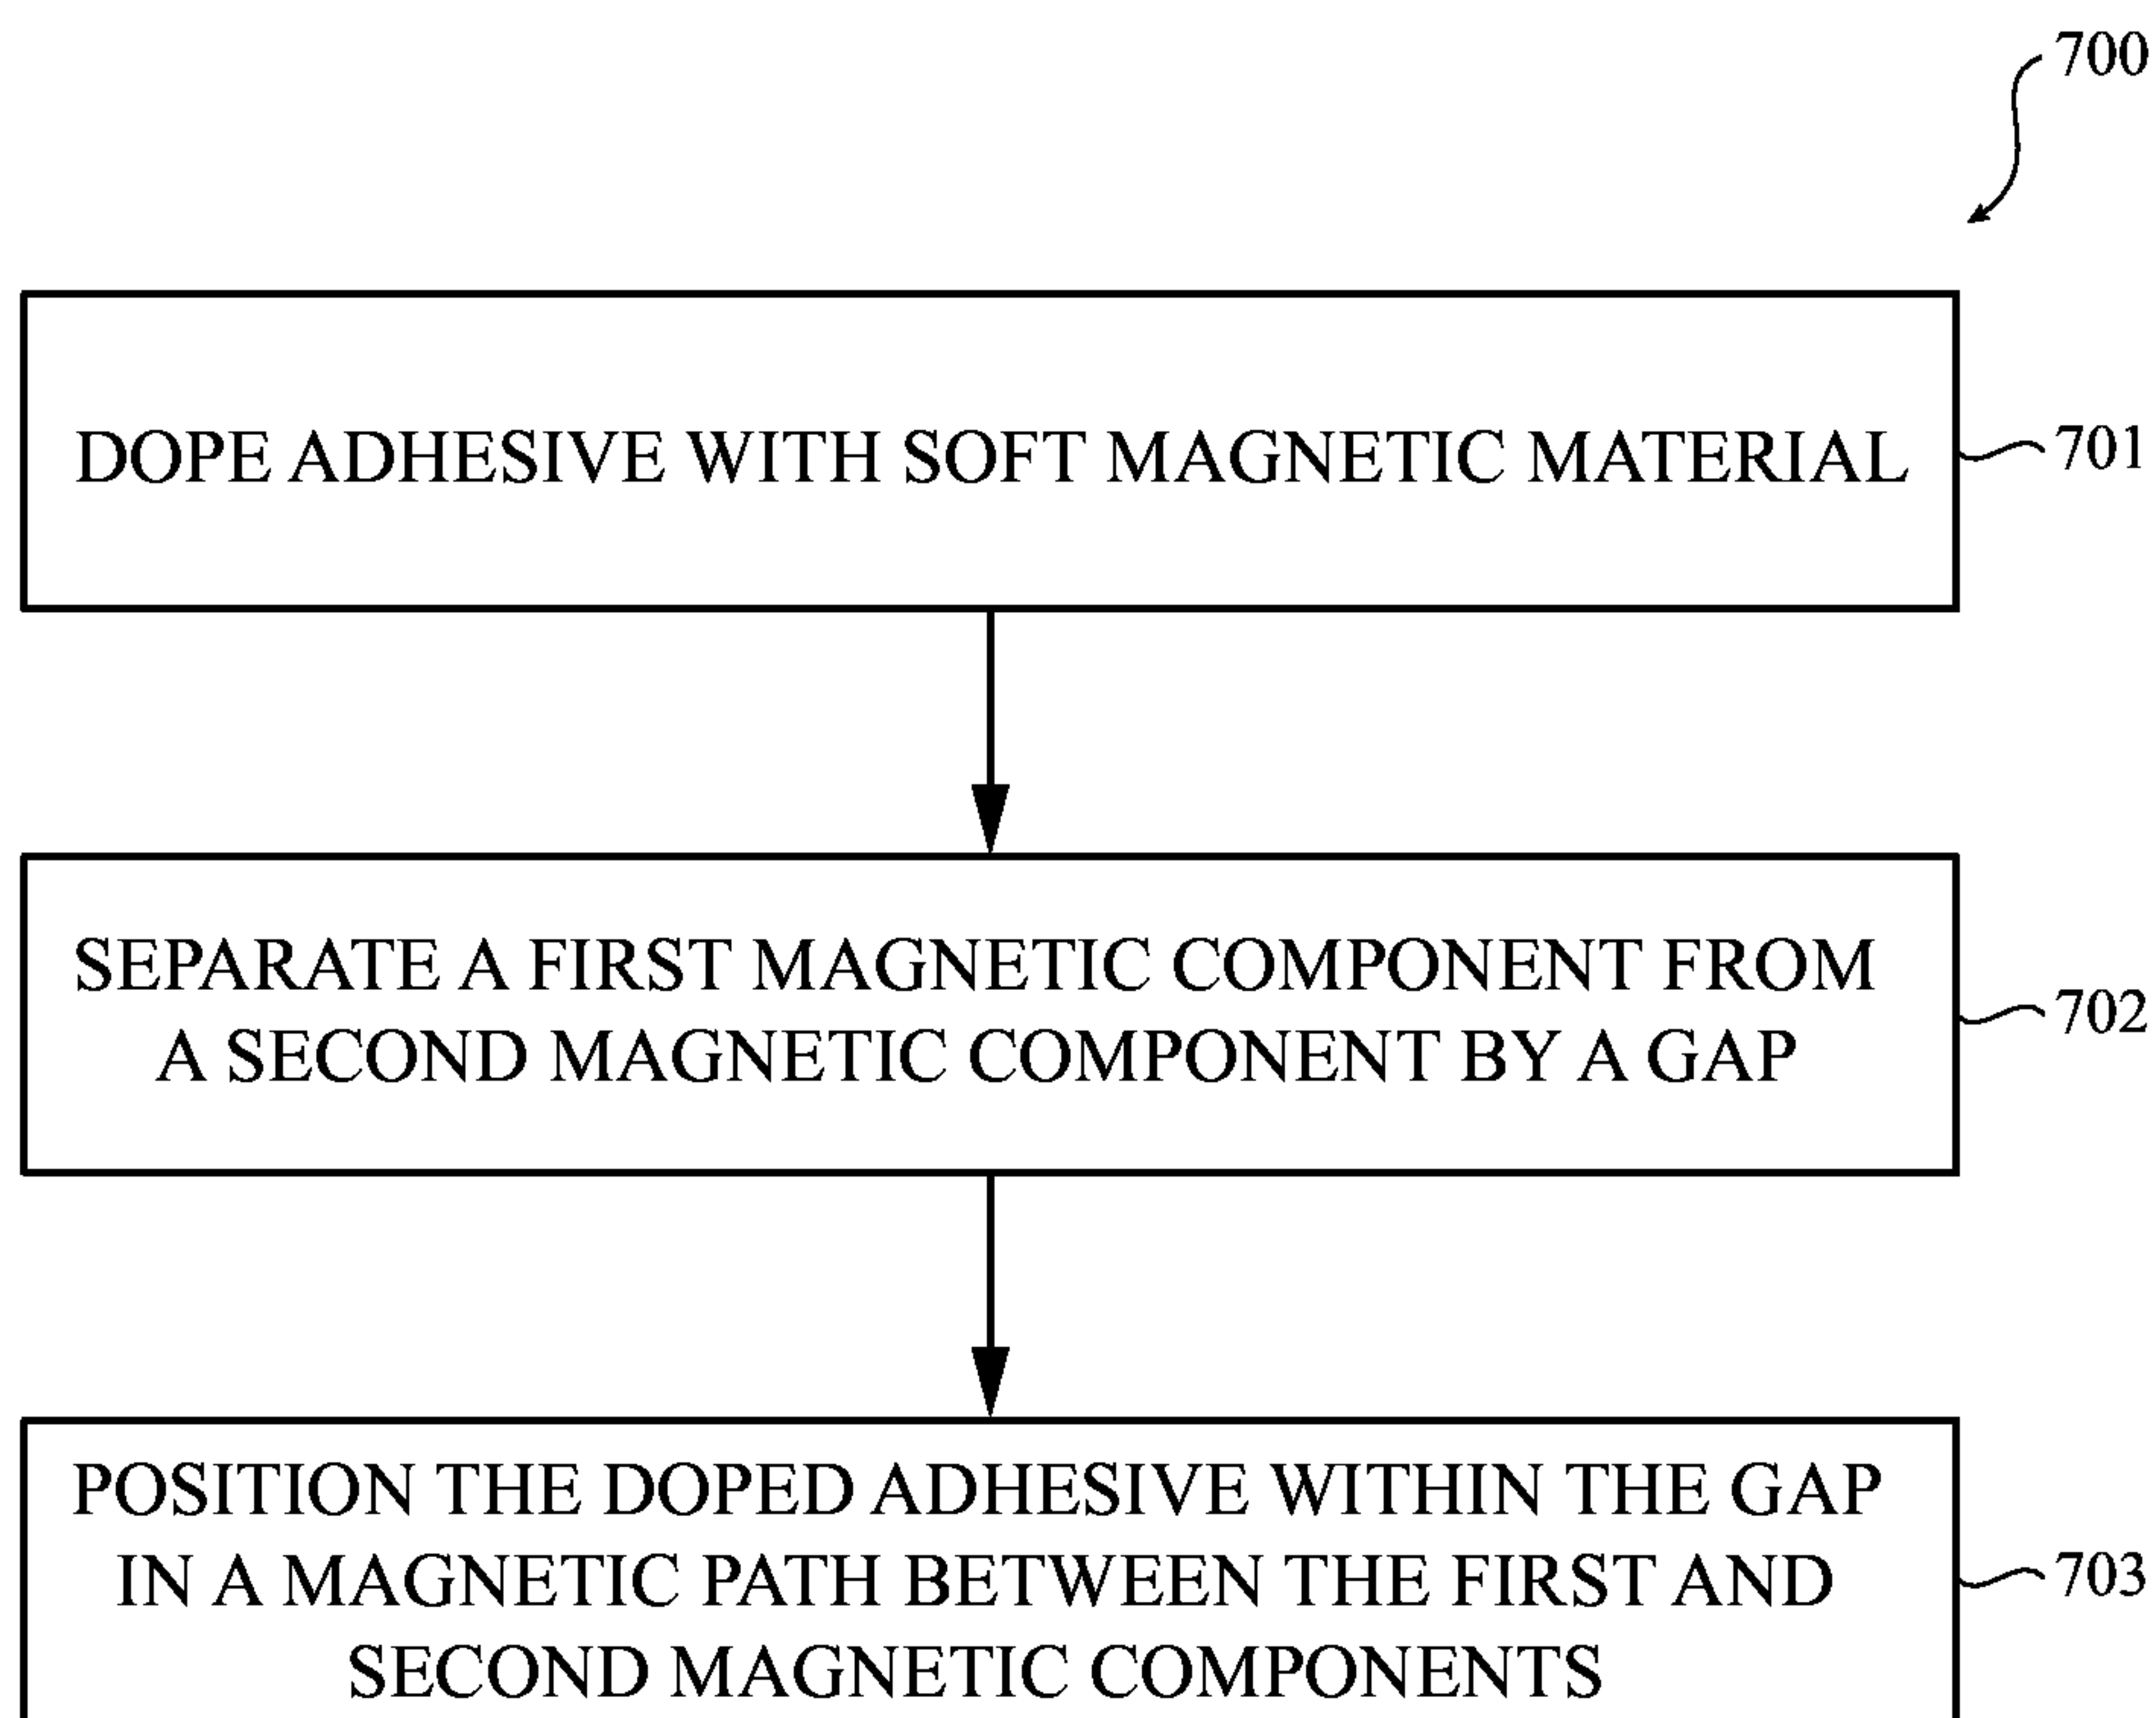 700
DOPE ADHESIVE WITH SOFT MAGNETIC MATERIAL
701
SEPARATE A FIRST MAGNETIC COMPONENT FROM
A SECOND MAGNETIC COMPONENT BY A GAP
702
POSITION THE DOPED ADHESIVE WITHIN THE GAP
IN A MAGNETIC PATH BETWEEN THE FIRST AND
SECOND MAGNETIC COMPONENTS
703